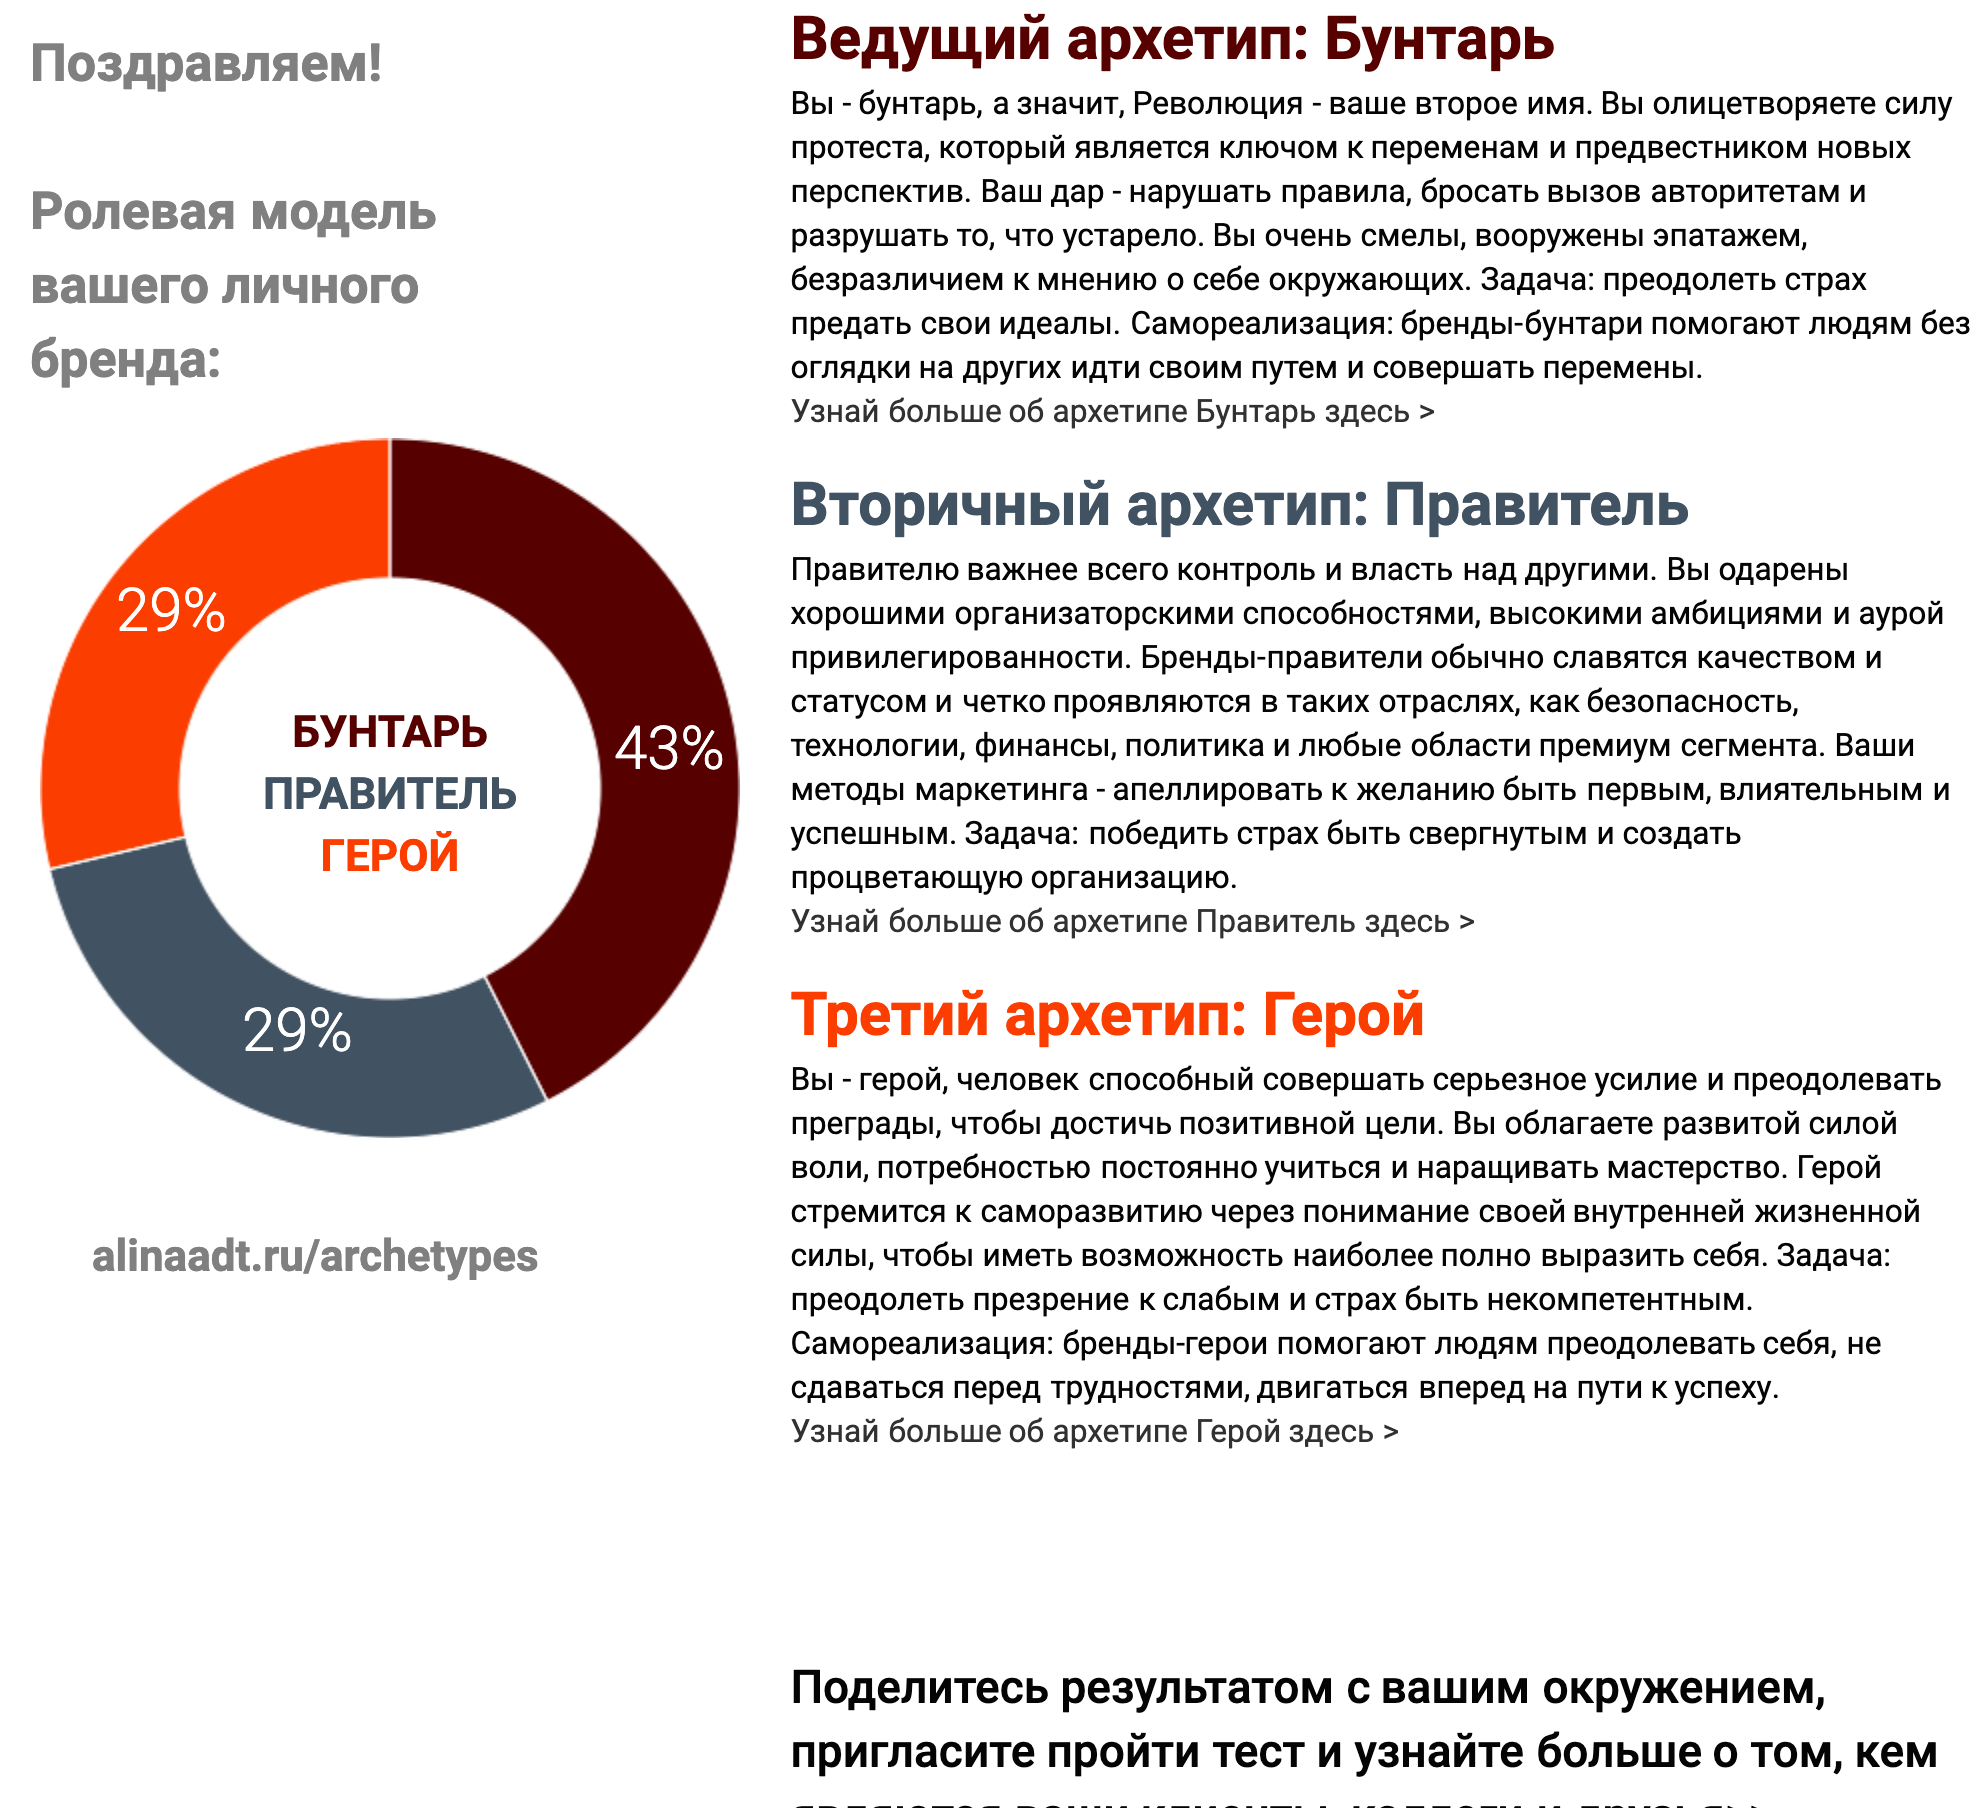 Поздравляем!
Ролевая модель
вашего личного
бренда:
29%
43%
29%
БУНТАРЬ
ПРАВИТЕЛЬ
ГЕРОЙ
alinaadt.ru/archetypes
Ведущий архетип: Бунтарь
Вы - бунтарь, а значит, Революция - ваше второе имя. Вы олицетворяете силу
протеста, который является ключом к переменам и предвестником новых
перспектив. Ваш дар - нарушать правила, бросать вызов авторитетам и
разрушать то, что устарело. Вы очень смелы, вооружены эпатажем,
безразличием к мнению о себе окружающих. Задача: преодолеть страх
предать свои идеалы. Самореализация: бренды-бунтари помогают людям без
оглядки на других идти своим путем и совершать перемены.
Узнай больше об архетипе Бунтарь здесь >
Вторичный архетип: Правитель
Правителю важнее всего контроль и власть над другими. Вы одарены
хорошими организаторскими способностями, высокими амбициями и аурой
привилегированности. Бренды-правители обычно славятся качеством и
статусом и четко проявляются в таких отраслях, как безопасность,
технологии, финансы, политика и любые области премиум сегмента. Ваши
методы маркетинга - апеллировать к желанию быть первым, влиятельным и
успешным. Задача: победить страх быть свергнутым и создать
процветающую организацию.
Узнай больше об архетипе Правитель здесь >
Третий архетип: Герой
Вы - герой, человек способный совершать серьезное усилие и преодолевать
преграды, чтобы достичь позитивной цели. Вы облагаете развитой силой
воли, потребностью постоянно учиться и наращивать мастерство. Герой
стремится к саморазвитию через понимание своей внутренней жизненной
силы, чтобы иметь возможность наиболее полно выразить себя. Задача:
преодолеть презрение к слабым и страх быть некомпетентным.
Самореализация: бренды-герои помогают людям преодолевать себя, не
сдаваться перед трудностями, двигаться вперед на пути к успеху.
Узнай больше об архетипе Герой здесь >
Поделитесь результатом с вашим окружением,
пригласите пройти тест и узнайте больше о том, кем